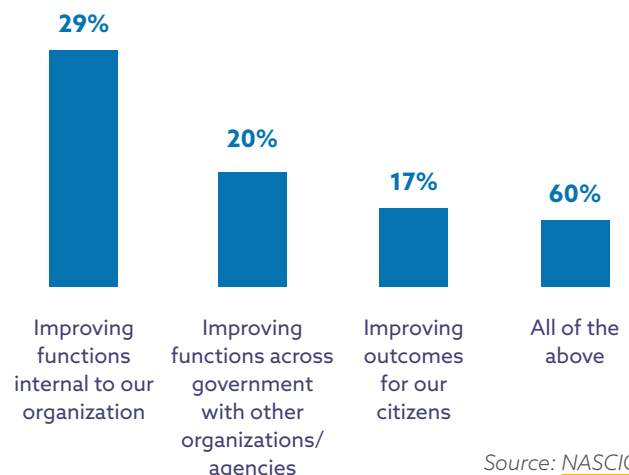 29%
20%
17%
60%
Improving
functions
internal to our
organization
Improving
functions across
government
with other
organizations/
agencies
Improving
outcomes
for our
citizens
All of the
above
Source: NASCIO